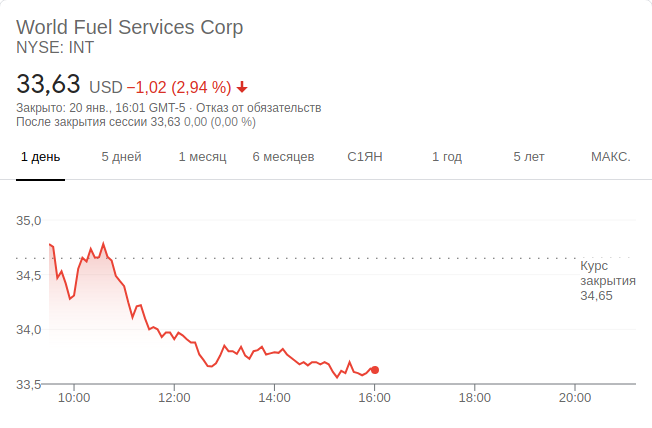 World Fuel Services Corp
NYSE: INT
33,63 USD −1,02 (2,94 %)
Закрыто: 20 янв., 16:01 GMT-5 · Отказ от обязательств
После закрытия сессии 33,63 0,00 (0,00 %)
1 день 5 дней 1 месяц 6 месяцев С1ЯН 1 год 5 лет МАКС.
35,0
34,5
34,0
33,5
Курс
закрытия
34,65
10:00 12:00 14:00 16:00 18:00 20:00